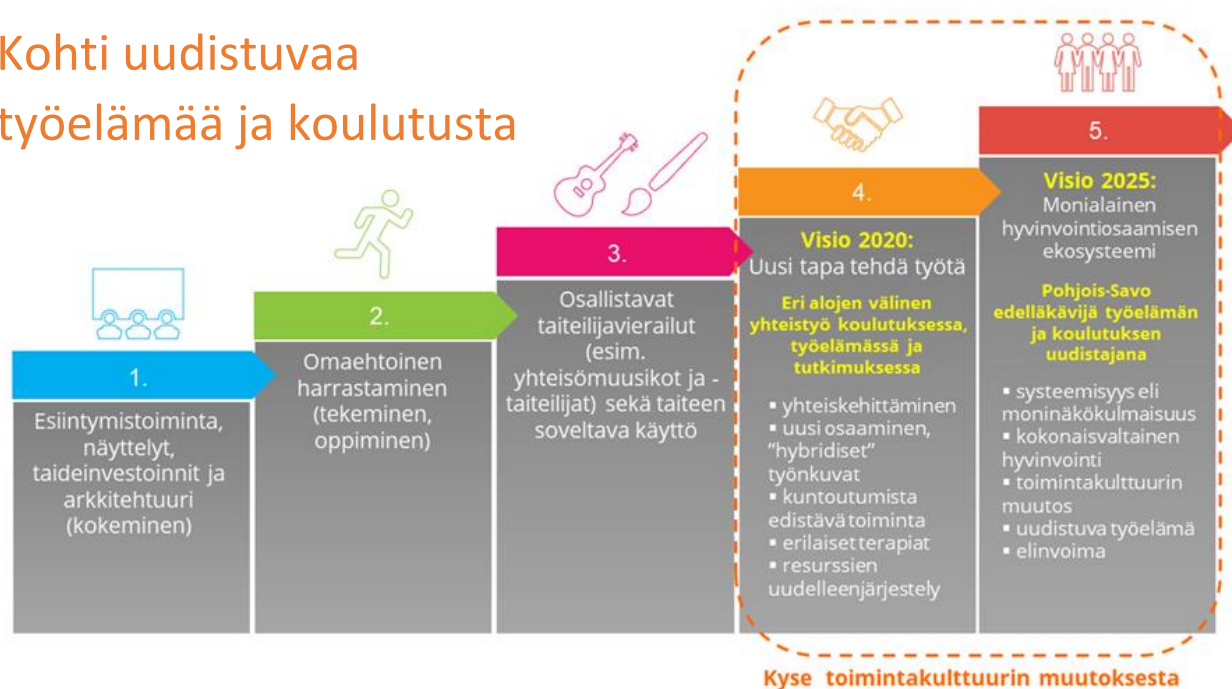 Kohti uudistuvaa
työelämää ja koulutusta
1.
Esiintymistoiminta,
näyttelyt,
taideinvestoinnit ja
arkkitehtuuri
(kokeminen)
2.
Omaehtoinen
harrastaminen
(tekeminen,
oppiminen)
3.
Osallistavat
taiteilijavierailut
(esim.
yhteisömuusikot ja -
taiteilijat) sekä taiteen
soveltava käyttö
4.
Visio 2020:
Uusi tapa tehdä työtä
Eri alojen välinen
yhteistyö koulutuksessa,
työelämässä ja
tutkimuksessa
▪ yhteiskehittäminen
▪ uusi osaaminen,
”hybridiset”
työnkuvat
▪ kuntoutumista
edistävä toiminta
▪ erilaiset terapiat
▪ resurssien
uudelleenjärjestely
5.
Visio 2025:
Monialainen
hyvinvointiosaamisen
ekosysteemi
Pohjois-Savo
edelläkävijä työelämän
ja koulutuksen
uudistajana
▪ systeemisyys eli
moninäkökulmaisuus
▪ kokonaisvaltainen
hyvinvointi
▪ toimintakulttuurin
muutos
▪ uudistuva työelämä
▪ elinvoima
Kyse toimintakulttuurin muutoksesta